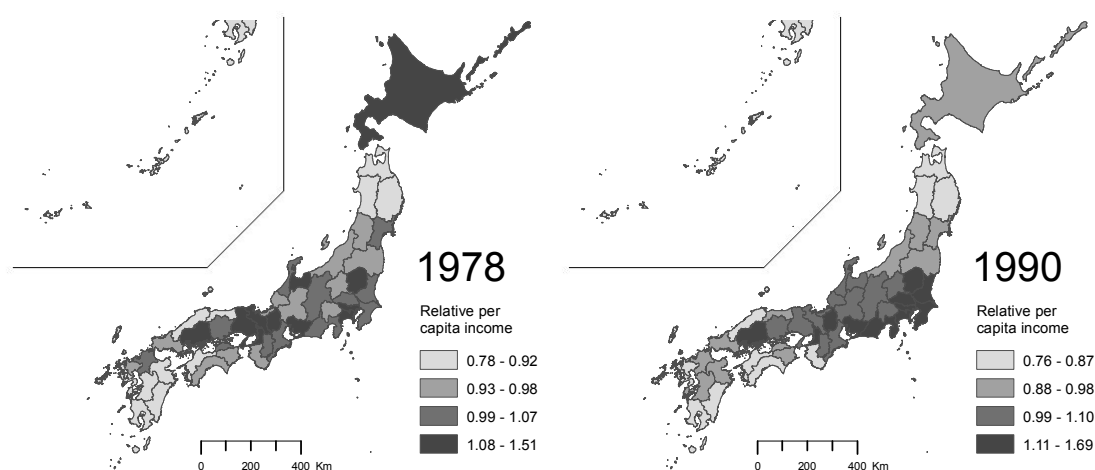 1978
Relative per
capita income
0.78 - 0.92
0.93 - 0.98
0.99 - 1.07
1.08 - 1.51
0 200 400 Km
1990
Relative per
capita income
0.76 - 0.87
0.88 - 0.98
0.99 - 1.10
1.11 - 1.69
0 200 400 Km